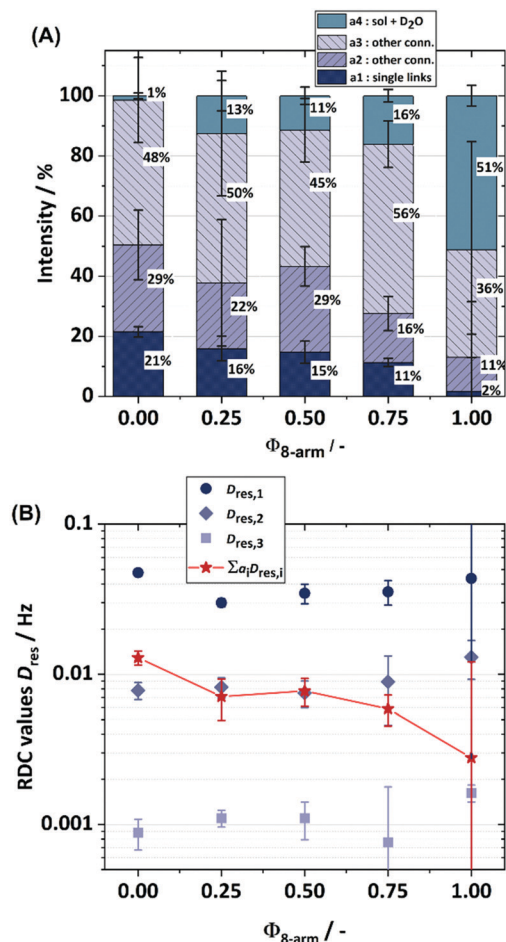 (A)
a4 : sol + D₂O
a3 : other conn.
a2 : other conn.
a1 : single links
Intensity / %
100
80
60
40
20
0
1%
48%
29%
21%
13%
50%
22%
16%
11%
45%
29%
15%
16%
56%
16%
11%
51%
36%
11%
2%
0.00 0.25 0.50 0.75 1.00
Φ8-arm / -
(B)
Dres,1
Dres,2
Dres,3
ΣaiDres,i
RDC values Dres / Hz
0.1
0.01
0.001
0.00 0.25 0.50 0.75 1.00
Φ8-arm / -